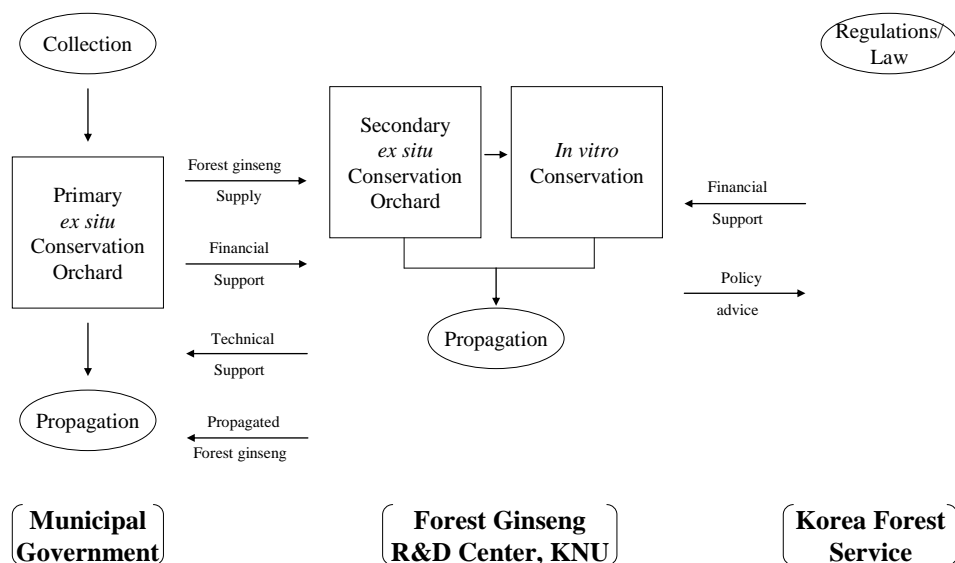 Collection
Primary
ex situ
Conservation
Orchard
Propagation
Forest ginseng
Supply
Financial
Support
Technical
Support
Propagated
Forest ginseng
Secondary
ex situ
Conservation
Orchard
In vitro
Conservation
Propagation
Financial
Support
Policy
advice
Regulations/
Law
Municipal
Government
Forest Ginseng
R&D Center, KNU
Korea Forest
Service